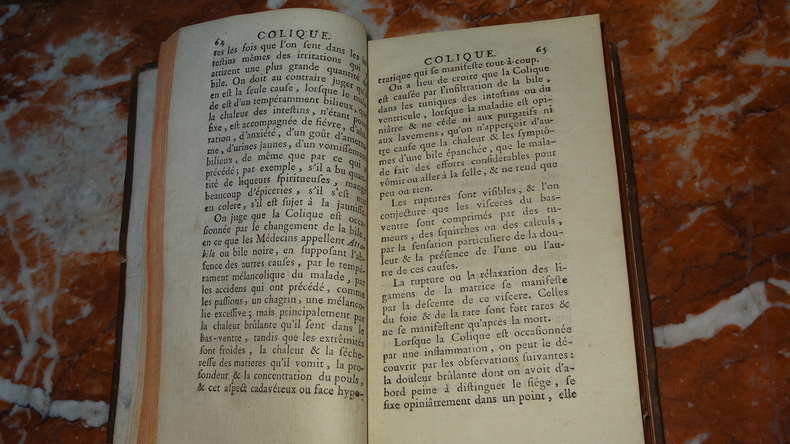 64 COLIQUE.
tes les fois que l'on sent dans les
testins mêmes des irritations qui
attirent une plus grande quantité
bile. On doit au contraire juger
en est la seule cause, lorsque le
de est d'un tempéramment bilieux,
la chaleur des intestins, n'étant
fixe, est accompagnée de fiévre,
ration, d'anxiété, d'un goût d'amertu-
me, d'urines jaunes, d'un vomissement
bilieux, de même que par ce qui a
précédé; par exemple, s'il a bu quan-
tité de liqueurs spiritueuses, mangé
beaucoup d'épiceries, s'il s'est mis
en colere, s'il est sujet à la jaunisse.
On juge que la Colique est occa-
sionnée par le changement de la bile
en ce que les Médecins appellent Atra-
bile ou bile noire, en supposant l'ab-
sence des autres causes, par le tempé-
rament mélancolique du malade, par
les accidens qui ont précédé, comme
les passions, un chagrin, une mélanco-
lie excessive; mais principalement par
la chaleur brûlante qu'il sent dans le
bas-ventre, tandis que les extrêmités
sont froides, la chaleur & la séche-
resse des matieres qu'il vomit, la pro-
fondeur & la concentration du pouls,
& cet aspect cadavéreux ou face hypo-
COLIQUE. 65
cratique qui se manifeste tout-à-coup.
On a lieu de croire que la Colique
est causée par l'insiltration de la bile,
dans les tuniques des intestins ou du
ventricule, lorsque la maladie est opi-
niâtre & ne céde ni aux purgatifs ni
aux lavemens, qu'on n'apperçoit d'au-
tre cause que la chaleur & les symptô-
mes d'une bile épanchée, que le mala-
de fait des efforts considérables pour
vômir ou aller à la selle, & ne rend que
peu ou rien.
Les ruptures sont visibles, & l'on
conjecture que les visceres du bas-
ventre sont comprimés par des tu-
meurs, des squirrhes ou des calculs,
par la sensation particuliere de la dou-
leur & la présence de l'une ou l'au-
tre de ces causes.
La rupture ou la rélaxation des li-
gamens de la matrice se manifeste
par la descente de ce viscere. Celles
du foie & de la rate sont fort rares &
ne se manifestent qu'après la mort.
Lorsque la Colique est occasionnée
par une inflammation, on peut le dé-
couvrir par les observations suivantes:
la douleur brûlante dont on avoit d'a-
bord peine à distinguer le siége, se
fixe opiniâtrement dans un point, elle